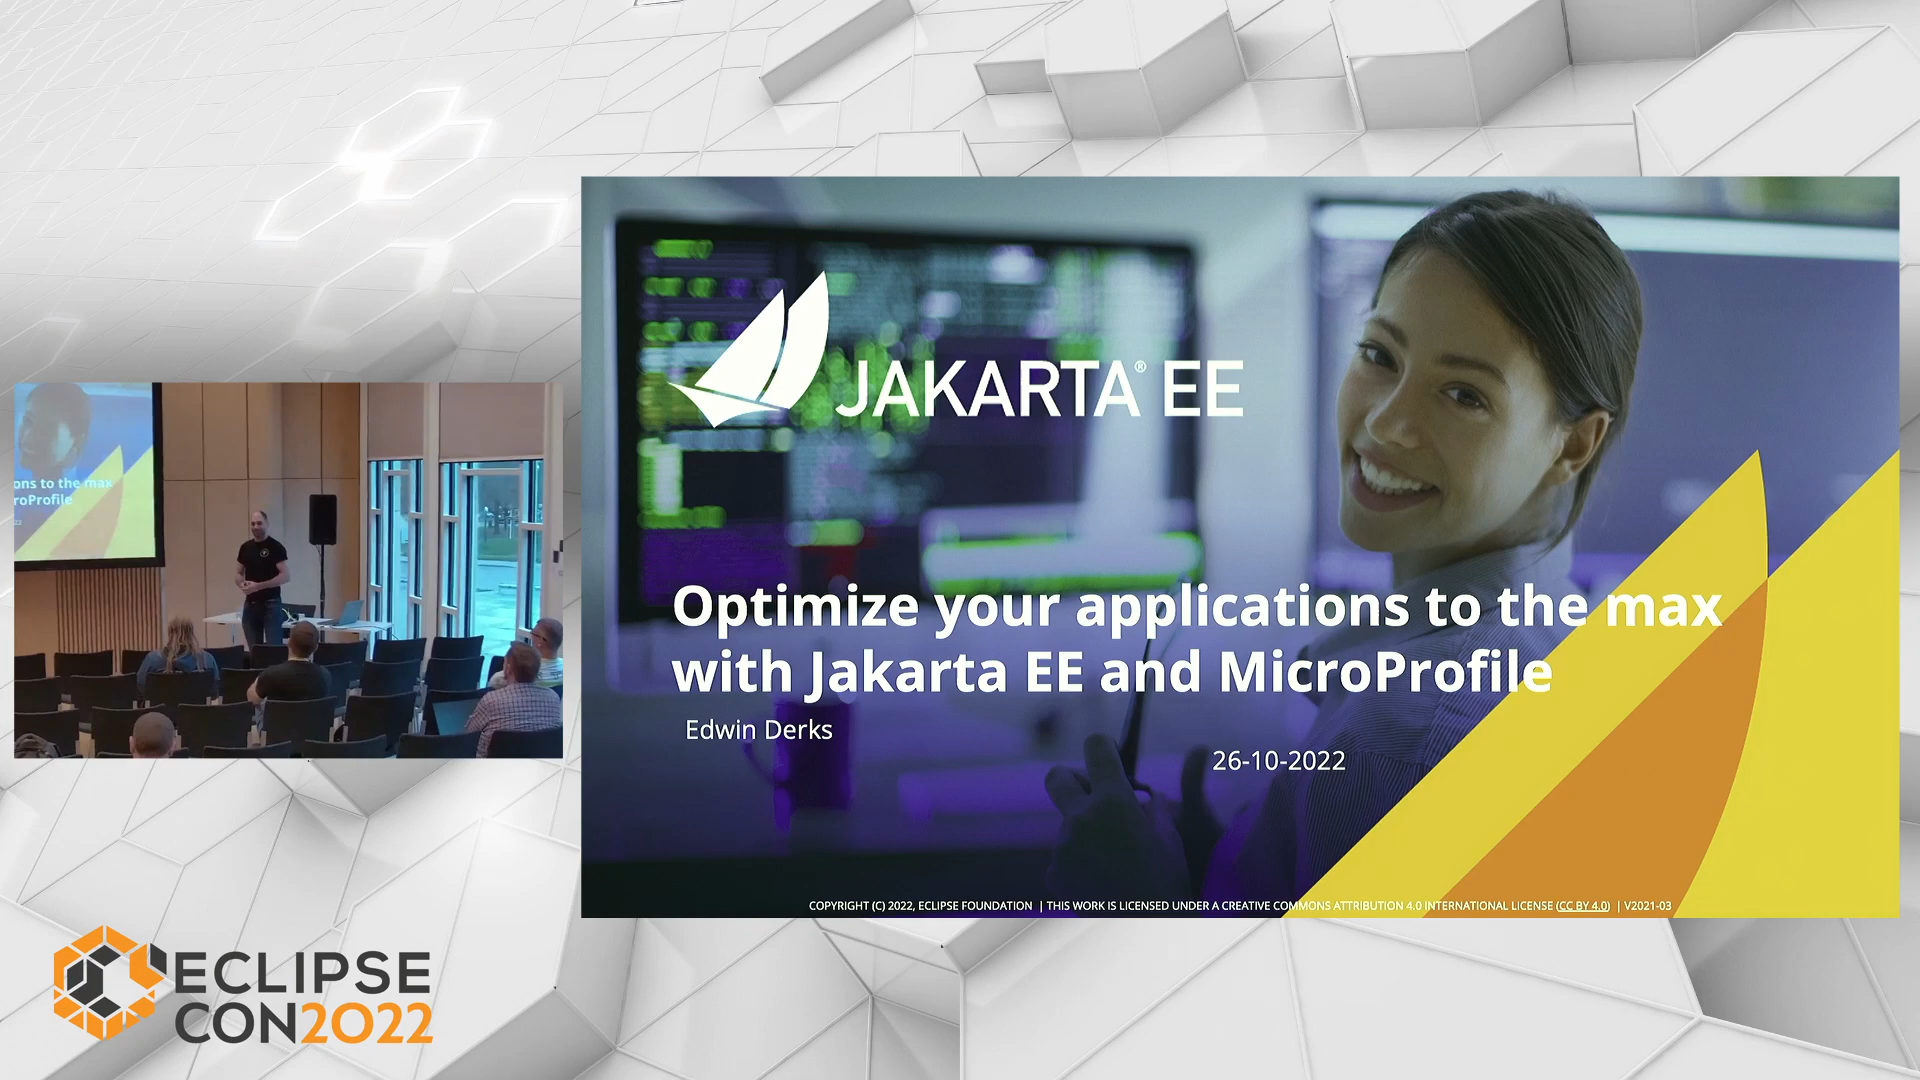 JAKARTA® EE
Optimize your applications to the max
with Jakarta EE and MicroProfile
Edwin Derks
26-10-2022
COPYRIGHT (C) 2022, ECLIPSE FOUNDATION | THIS WORK IS LICENSED UNDER A CREATIVE COMMONS ATTRIBUTION 4.0 INTERNATIONAL LICENSE (CC BY 4.0) | V2021-03
ons to the max
roProfile
ECLIPSE
CON2022